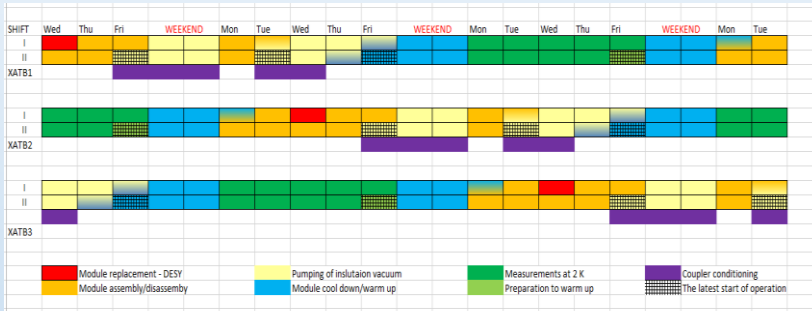 SHIFT Wed Thu Fri WEEKEND Mon Tue Wed Thu Fri WEEKEND Mon Tue Wed Thu Fri WEEKEND Mon Tue
I
II
XATB1
I
II
XATB2
I
II
XATB3
Module replacement - DESY Pumping of inslutaion vacuum Measurements at 2 K Coupler conditioning
Module assembly/disassemby Module cool down/warm up Preparation to warm up The latest start of operation